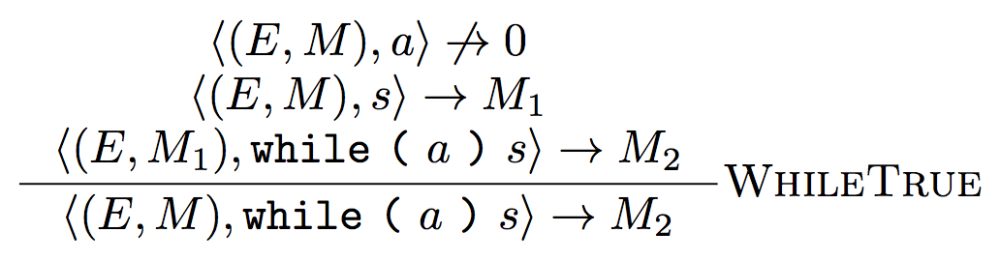 ⟨(E, M), a⟩ ↛ 0
⟨(E, M), s⟩ → M₁
⟨(E, M₁), while ( a ) s⟩ → M₂
WHILETRUE
⟨(E, M), while ( a ) s⟩ → M₂